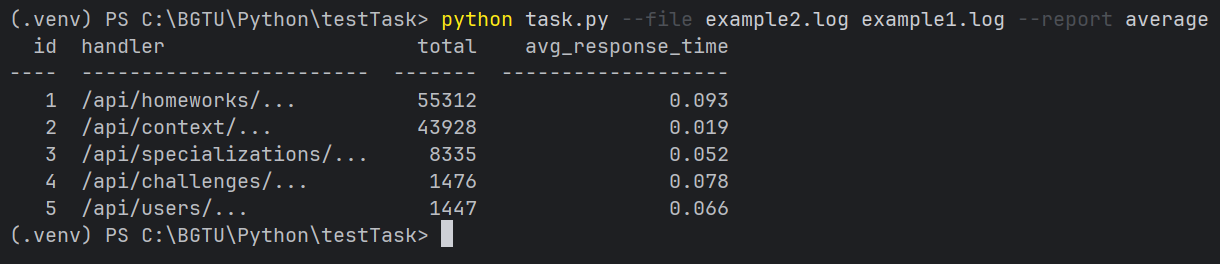 (.venv) PS C:\BGTU\Python\testTask> python task.py --file example2.log example1.log --report average
id handler total avg_response_time
---- ------------------------ ------- -------------------
1 /api/homeworks/... 55312 0.093
2 /api/context/... 43928 0.019
3 /api/specializations/... 8335 0.052
4 /api/challenges/... 1476 0.078
5 /api/users/... 1447 0.066
(.venv) PS C:\BGTU\Python\testTask>